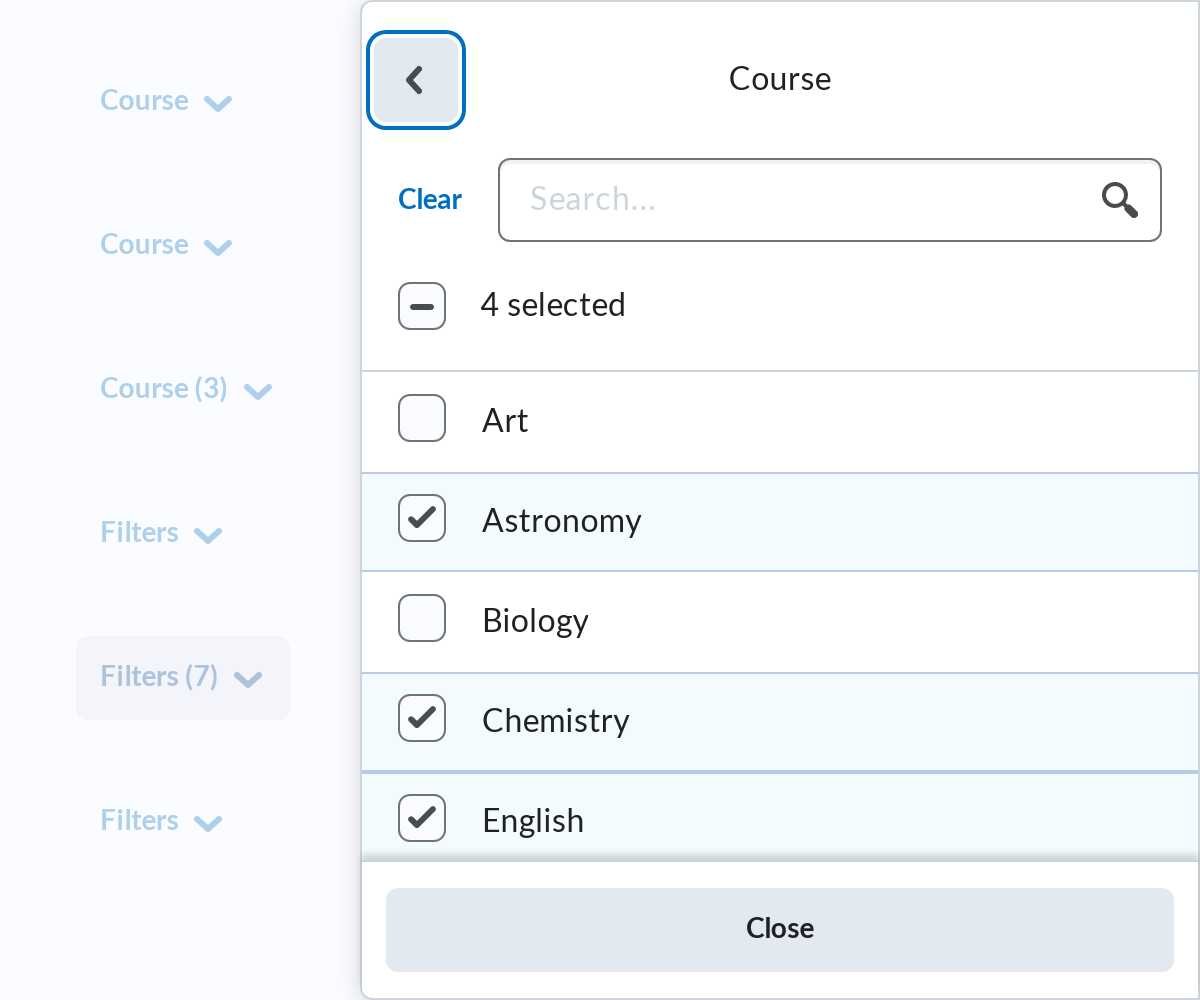 Course
Course
Course (3)
Filters
Filters (7)
Filters
Course
Clear
Search...
4 selected
Art
Astronomy
Biology
Chemistry
English
Close